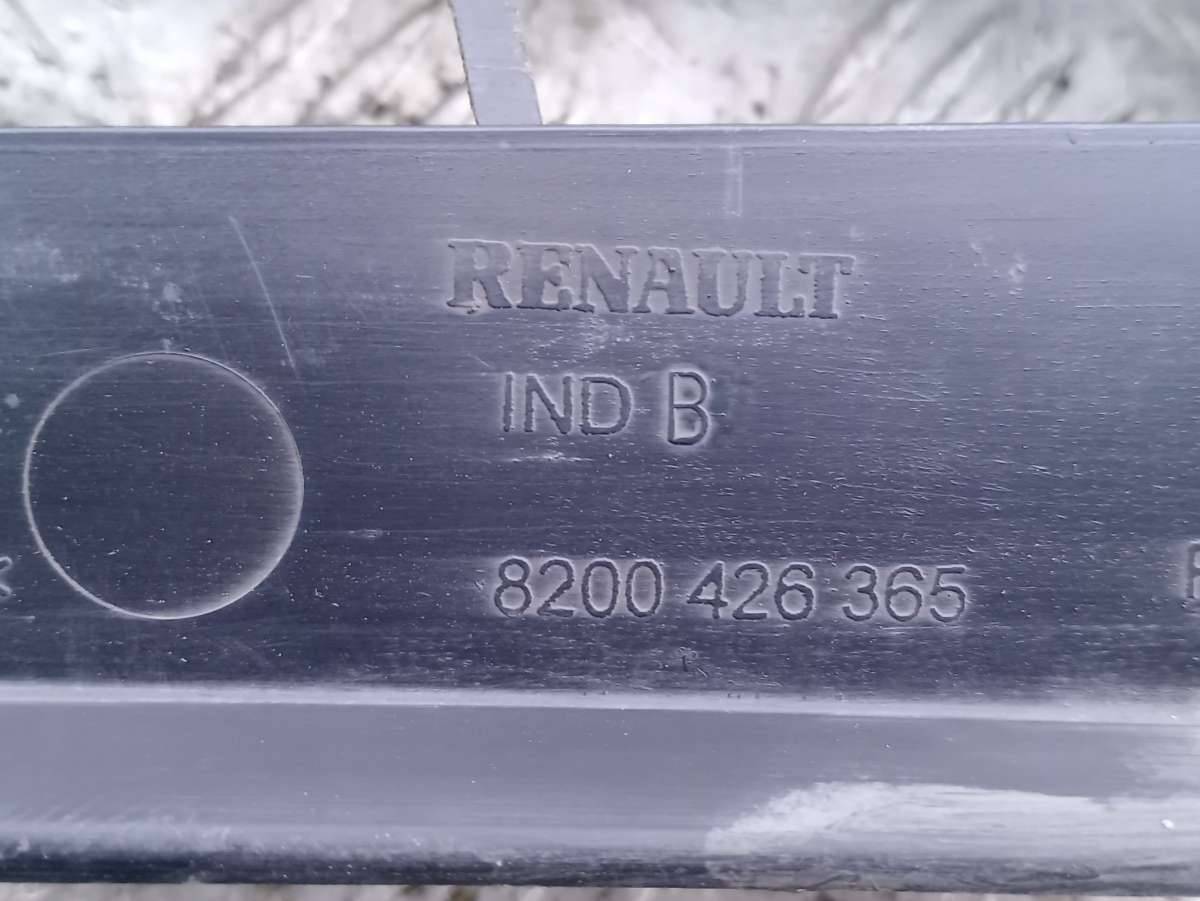 RENAULT
IND B
8200 426 365